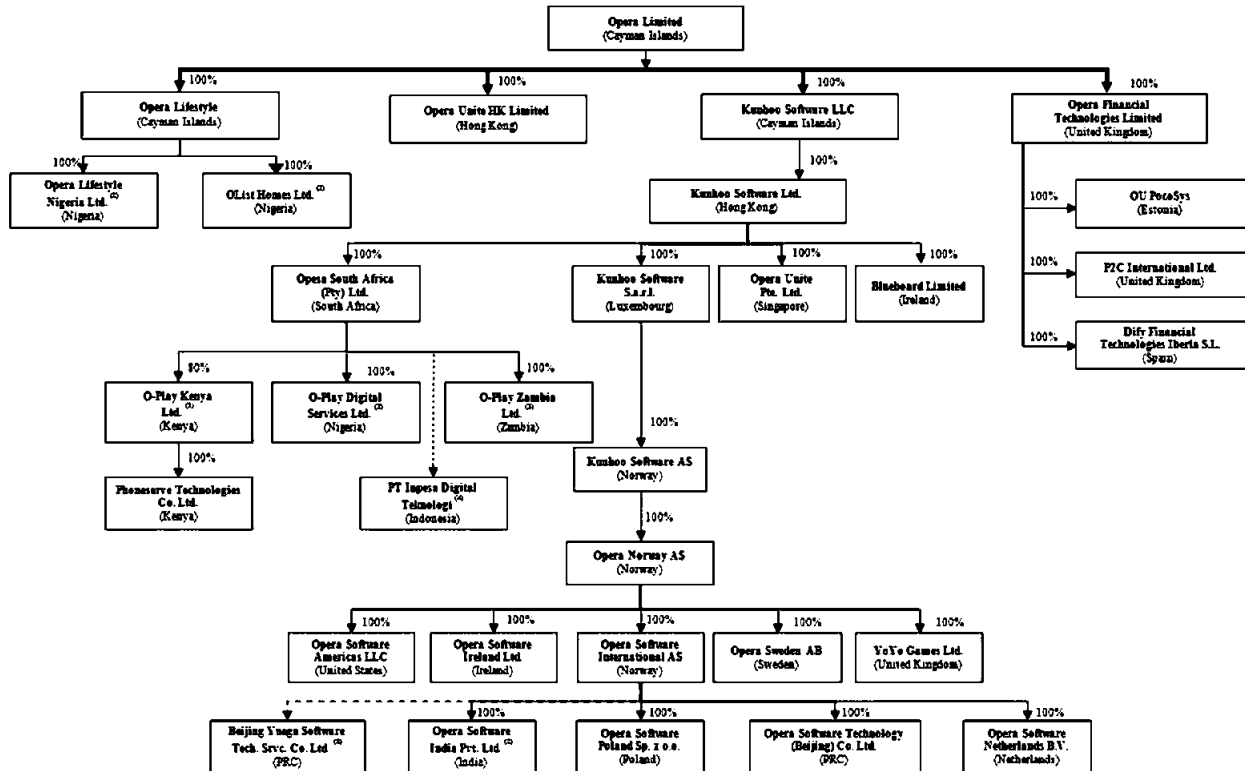 Opera Limited
(Cayman Islands)
100%
100%
100%
100%
Opera Lifestyle
(Cayman Islands)
Opera Unite HK Limited
(Hong Kong)
Kunhoo Software LLC
(Cayman Islands)
Opera Financial
Technologies Limited
(United Kingdom)
100%
100%
100%
Opera Lifestyle
Nigeria Ltd. (2)
(Nigeria)
OList Homes Ltd. (2)
(Nigeria)
Kunhoo Software Ltd.
(Hong Kong)
100%
OU PocoSys
(Estonia)
100%
100%
100%
100%
100%
P2C International Ltd.
(United Kingdom)
Opera South Africa
(Pty) Ltd.
(South Africa)
Kunhoo Software
S.a.r.l.
(Luxembourg)
Opera Unite
Pte. Ltd.
(Singapore)
Blueboard Limited
(Ireland)
100%
Dify Financial
Technologies Iberia S.L.
(Spain)
80%
100%
100%
O-Play Kenya
Ltd. (1)
(Kenya)
O-Play Digital
Services Ltd. (2)
(Nigeria)
O-Play Zambia
Ltd.
(Zambia)
100%
100%
Kunhoo Software AS
(Norway)
Phoneserve Technologies
Co. Ltd.
(Kenya)
PT Inpesa Digital
Teknologi (4)
(Indonesia)
100%
Opera Norway AS
(Norway)
100%
100%
100%
100%
100%
Opera Software
Americas LLC
(United States)
Opera Software
Ireland Ltd
(Ireland)
Opera Software
International AS
(Norway)
Opera Sweden AB
(Sweden)
YoYo Games Ltd.
(United Kingdom)
100%
100%
100%
100%
Beijing Yuega Software
Tech. Srvc. Co. Ltd
(PRC)
Opera Software
India Pvt. Ltd
(India)
Opera Software
Poland Sp. z o.o.
(Poland)
Opera Software Technology
(Beijing) Co. Ltd.
(PRC)
Opera Software
Netherlands B.V.
(Netherlands)